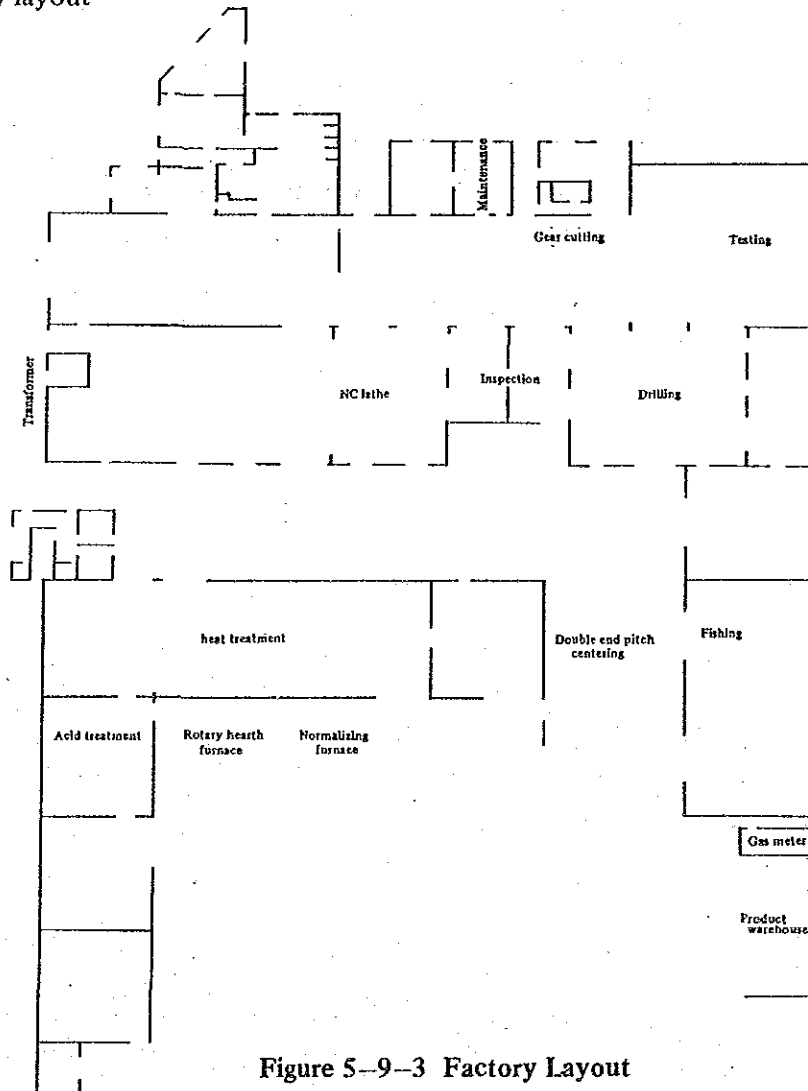 layout
Maintenance
Gear cutting
Testing
Transformer
NC lathe
Inspection
Drilling
heat treatment
Double end pitch
centering
Fishing
Acid treatment
Rotary hearth
furnace
Normalizing
furnace
Gas meter
Product
warehouse
Figure 5–9–3 Factory Layout